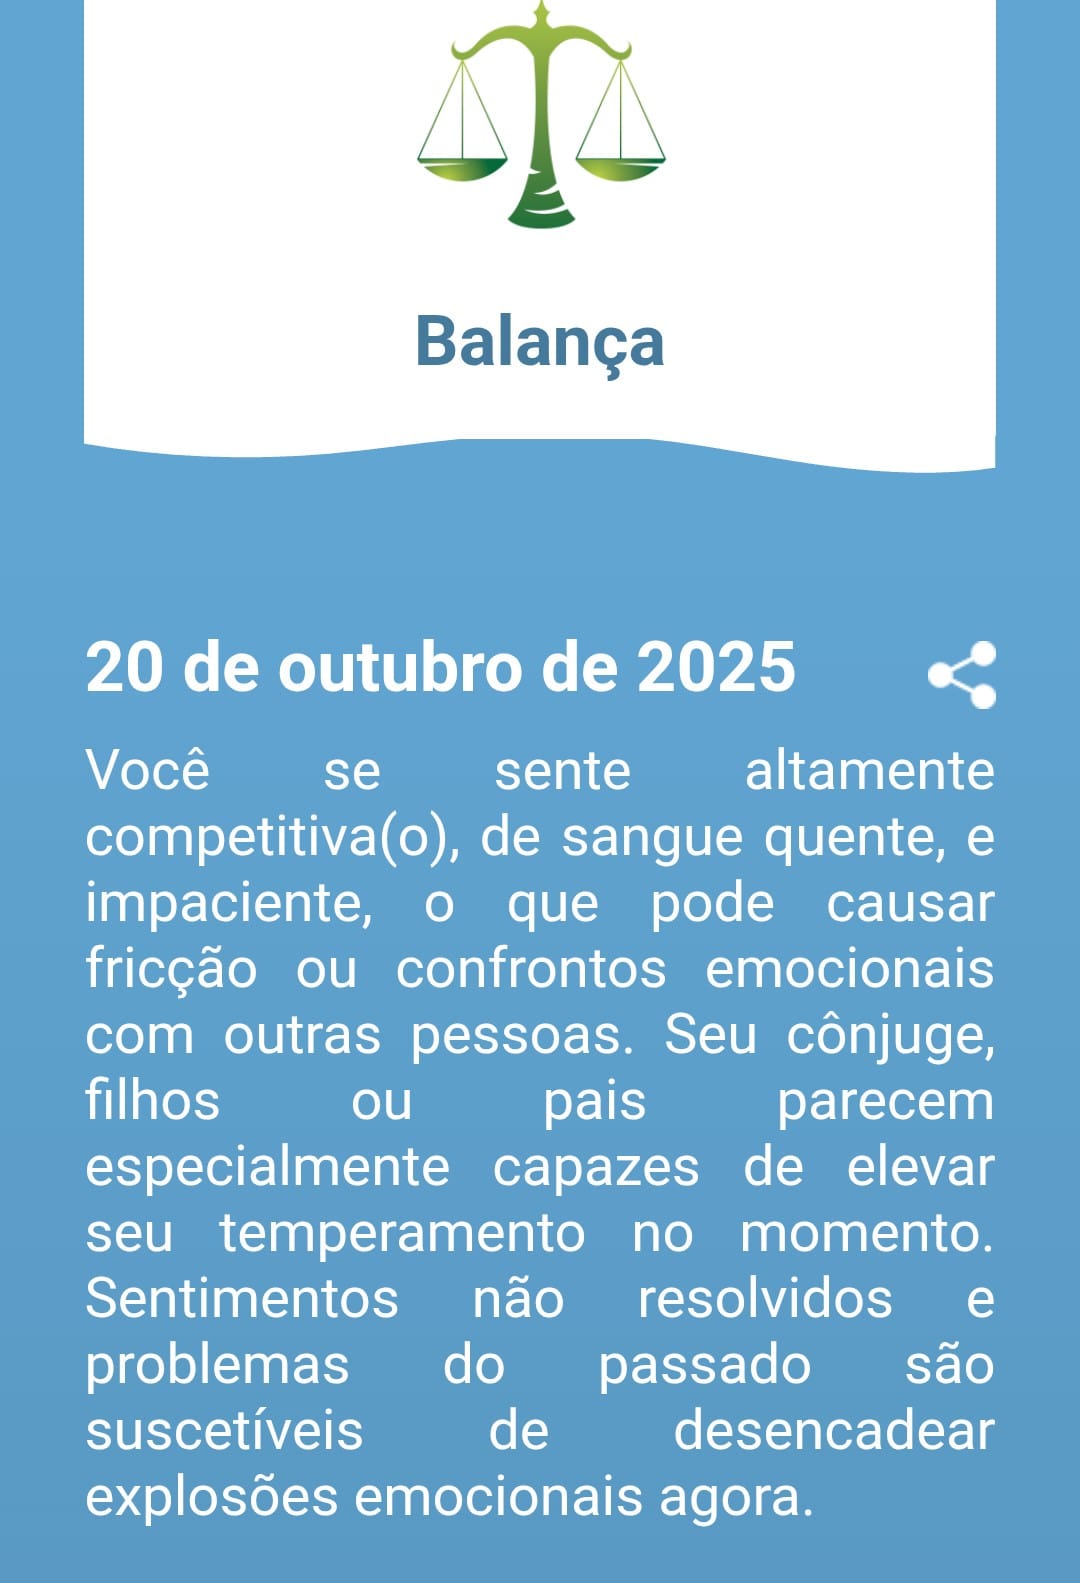 Balança
20 de outubro de 2025
Você se sente altamente
competitiva(o), de sangue quente, e
impaciente, o que pode causar
fricção ou confrontos emocionais
com outras pessoas. Seu cônjuge,
filhos ou pais parecem
especialmente capazes de elevar
seu temperamento no momento.
Sentimentos não resolvidos e
problemas do passado são
suscetíveis de desencadear
explosões emocionais agora.